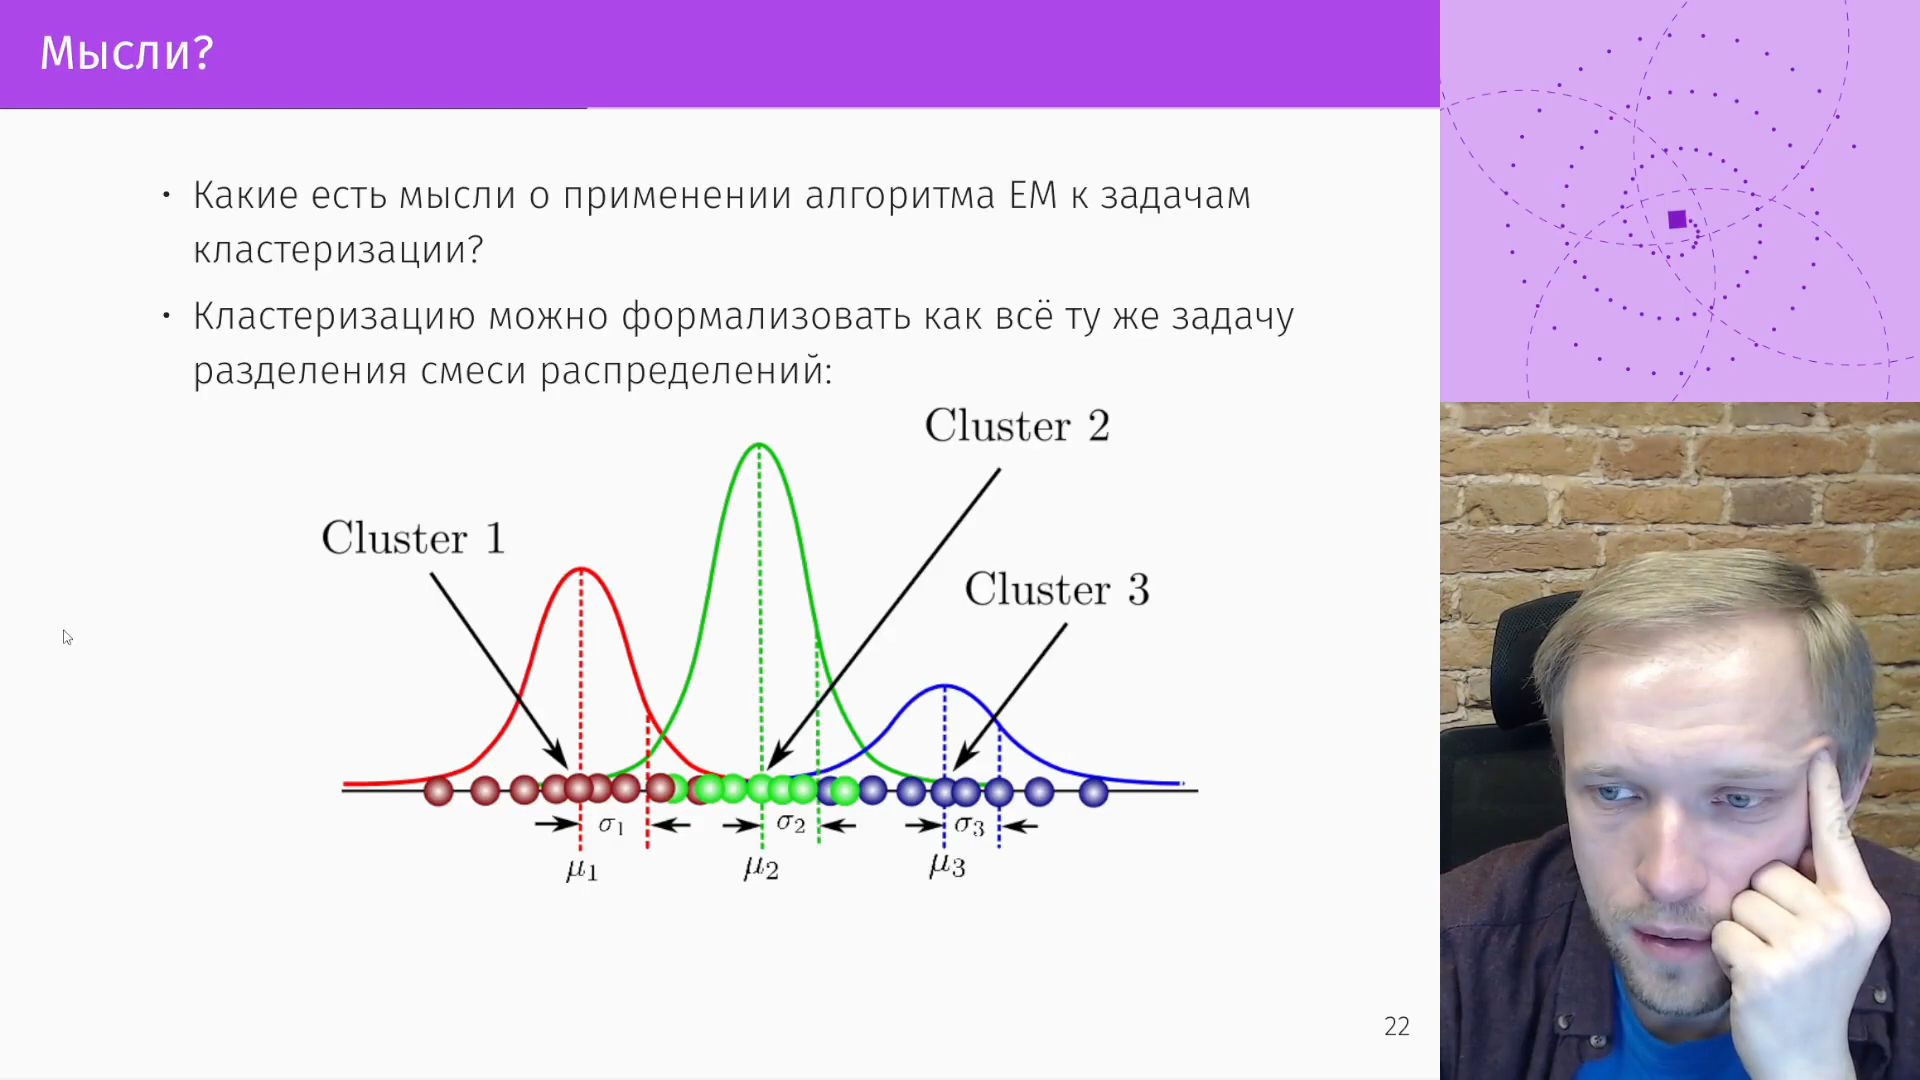 Мысли?
• Какие есть мысли о применении алгоритма EM к задачам
кластеризации?
• Кластеризацию можно формализовать как всё ту же задачу
разделения смеси распределений:
Cluster 2
Cluster 1
Cluster 3
σ₁ σ₂ σ₃
μ₁ μ₂ μ₃
22